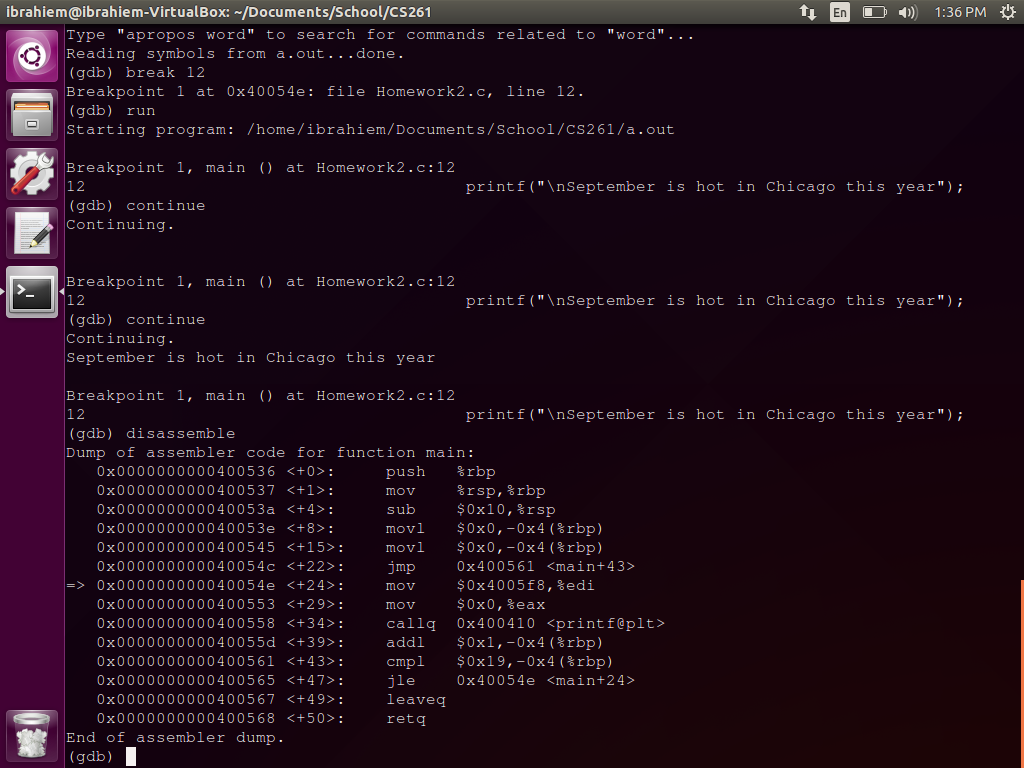 ibrahiem@ibrahiem-VirtualBox: ~/Documents/School/CS261 En 1:36 PM
Type "apropos word" to search for commands related to "word"...
Reading symbols from a.out...done.
(gdb) break 12
Breakpoint 1 at 0x40054e: file Homework2.c, line 12.
(gdb) run
Starting program: /home/ibrahiem/Documents/School/CS261/a.out
Breakpoint 1, main () at Homework2.c:12
12 printf("\nSeptember is hot in Chicago this year");
(gdb) continue
Continuing.
Breakpoint 1, main () at Homework2.c:12
12 printf("\nSeptember is hot in Chicago this year");
(gdb) continue
Continuing.
September is hot in Chicago this year
Breakpoint 1, main () at Homework2.c:12
12 printf("\nSeptember is hot in Chicago this year");
(gdb) disassemble
Dump of assembler code for function main:
0x0000000000400536 <+0>: push %rbp
0x0000000000400537 <+1>: mov %rsp,%rbp
0x000000000040053a <+4>: sub $0x10,%rsp
0x000000000040053e <+8>: movl $0x0,-0x4(%rbp)
0x0000000000400545 <+15>: movl $0x0,-0x4(%rbp)
0x000000000040054c <+22>: jmp 0x400561 <main+43>
=> 0x000000000040054e <+24>: mov $0x4005f8,%edi
0x0000000000400553 <+29>: mov $0x0,%eax
0x0000000000400558 <+34>: callq 0x400410 <printf@plt>
0x000000000040055d <+39>: addl $0x1,-0x4(%rbp)
0x0000000000400561 <+43>: cmpl $0x19,-0x4(%rbp)
0x0000000000400565 <+47>: jle 0x40054e <main+24>
0x0000000000400567 <+49>: leaveq
0x0000000000400568 <+50>: retq
End of assembler dump.
(gdb)